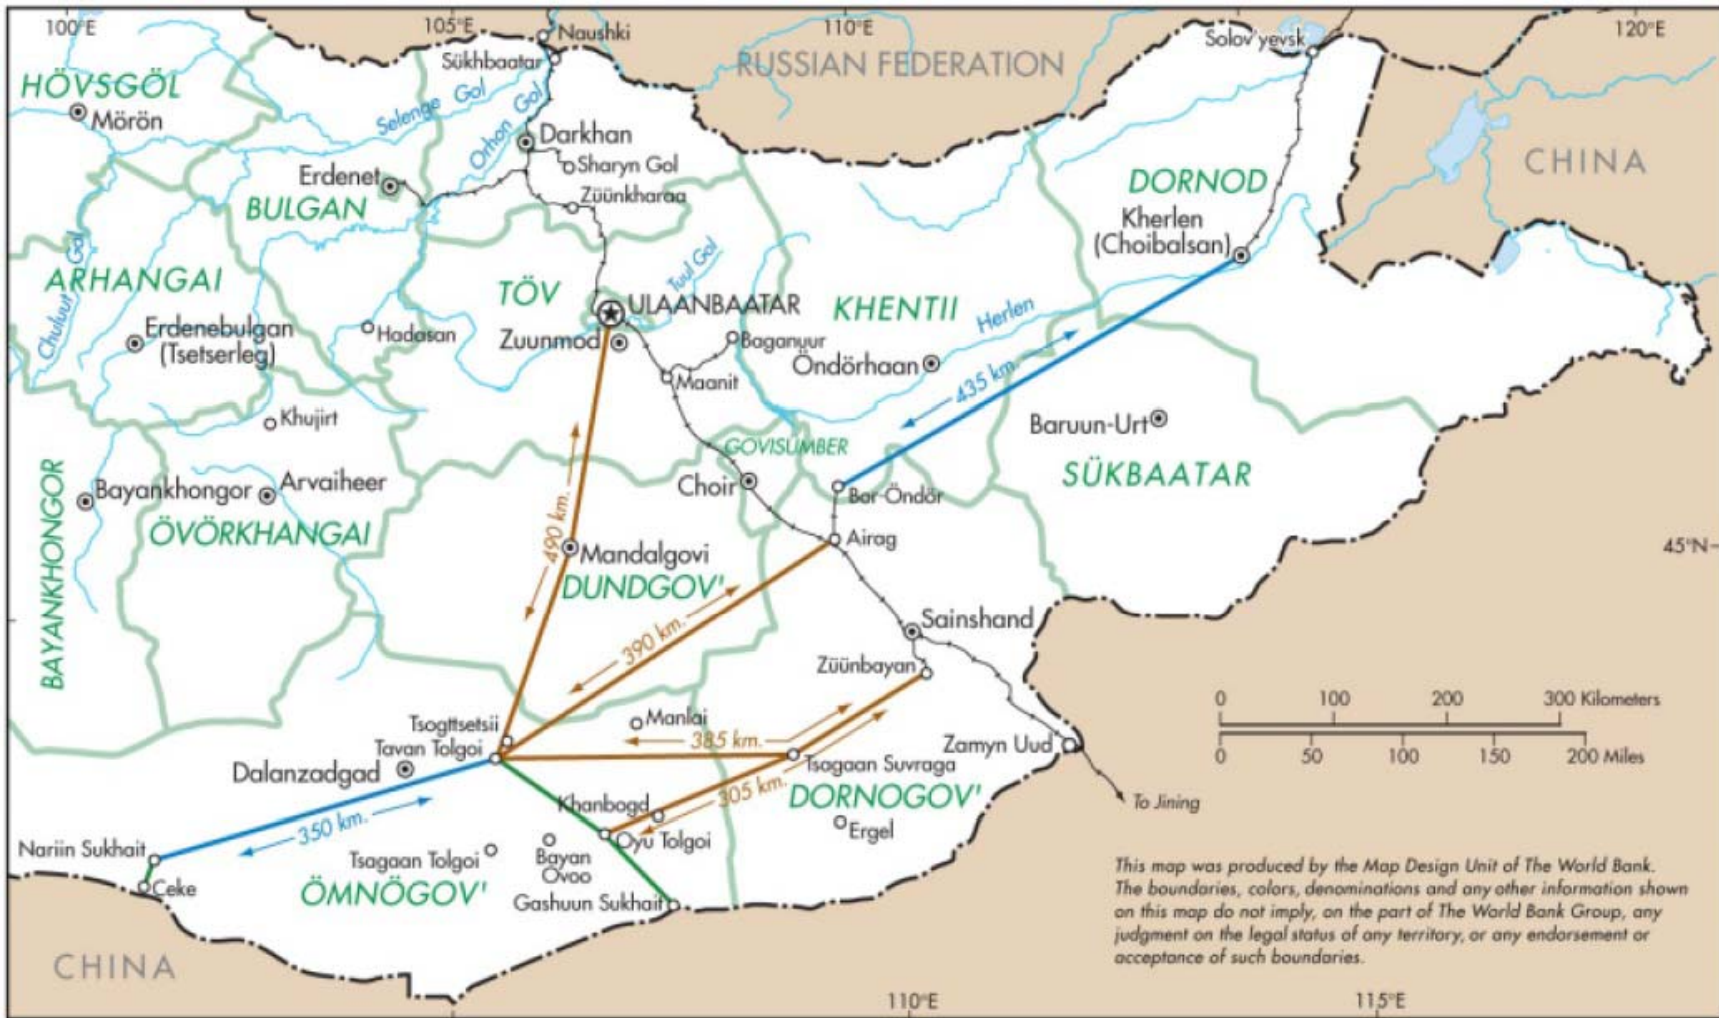 100°E
105°E
110°E
120°E
Naushki
Sükhbaatar
RUSSIAN FEDERATION
Solov'yevsk
HÖVSGÖL
Mörön
Selenge Gol
Orhon Gol
Darkhan
Sharyn Gol
CHINA
Erdenet
BULGAN
Züünkharaa
DORNOD
Kherlen
(Choibalsan)
ARHANGAI
Chuluut Gol
TÖV
Tuul Gol
ULAANBAATAR
KHENTII
Herlen
Erdenebulgan
(Tsetserleg)
Hadasan
Zuunmod
Baganuur
Öndörhaan
Maanit
435 km.
Khujirt
Baruun-Urt
GOVISUMBER
SÜKBAATAR
BAYANKHONGOR
Bayankhongor
Arvaiheer
Choir
Bor-Öndör
ÖVÖRKHANGAI
490 km.
Mandalgovi
Airag
45°N
DUNDGOV'
390 km.
Sainshand
Züünbayan
0 100 200 300 Kilometers
0 50 100 150 200 Miles
Tsogttsetsii
Manlai
Tavan Tolgoi
385 km.
Zamyn Uud
Dalanzadgad
Tsagaan Suvraga
305 km.
DORNOGOV'
To Jining
Khanbogd
350 km.
Ergel
Oyu Tolgoi
Nariin Sukhait
Tsagaan Tolgoi
Bayan
Ovoo
Ceke
ÖMNÖGOV'
Gashuun Sukhait
This map was produced by the Map Design Unit of The World Bank.
The boundaries, colors, denominations and any other information shown
on this map do not imply, on the part of The World Bank Group, any
judgment on the legal status of any territory, or any endorsement or
acceptance of such boundaries.
CHINA
110°E
115°E